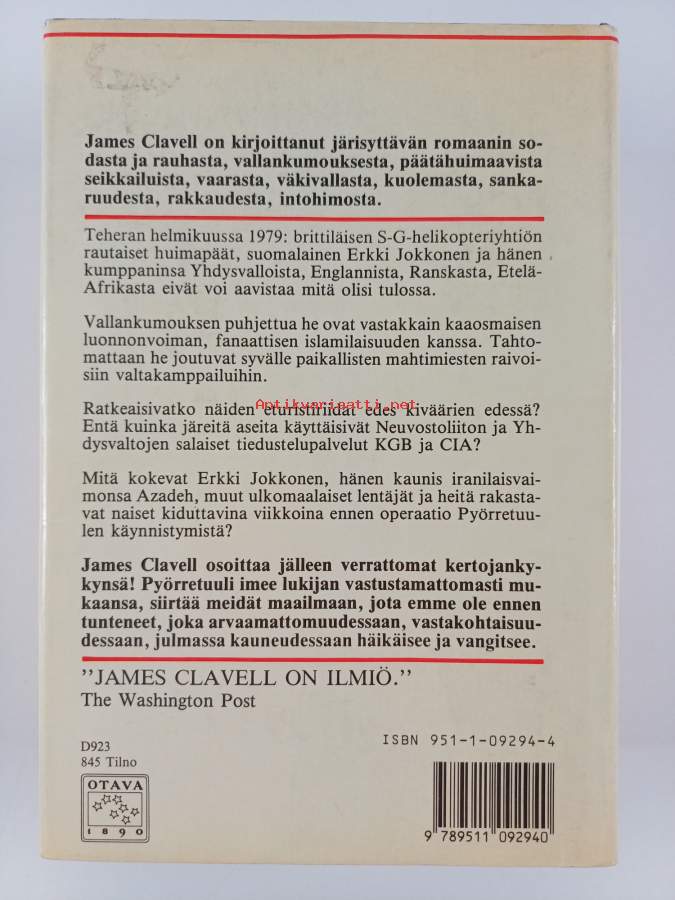 James Clavell on kirjoittanut järisyttävän romaanin so-
dasta ja rauhasta, vallankumouksesta, päätähuimaavista
seikkailuista, vaarasta, väkivallasta, kuolemasta, sanka-
ruudesta, rakkaudesta, intohimosta.
Teheran helmikuussa 1979: brittiläisen S-G-helikopteriyhtiön
rautaiset huimapäät, suomalainen Erkki Jokkonen ja hänen
kumppaninsa Yhdysvalloista, Englannista, Ranskasta, Etelä-
Afrikasta eivät voi aavistaa mitä olisi tulossa.
Vallankumouksen puhjettua he ovat vastakkain kaaosmaisen
luonnonvoiman, fanaattisen islamilaisuuden kanssa. Tahto-
mattaan he joutuvat syvälle paikallisten mahtimiesten raivoi-
siin valtakamppailuihin.
Ratkeaisivatko näiden eturistiriidat edes kiväärien edessä?
Antikvariaatti.net
Entä kuinka järeitä aseita käyttäisivät Neuvostoliiton ja Yh-
dysvaltojen salaiset tiedustelupalvelut KGB ja CIA?
Mitä kokevat Erkki Jokkonen, hänen kaunis iranilaisvai-
monsa Azadeh, muut ulkomaalaiset lentäjät ja heitä rakasta-
vat naiset kiduttavina viikkoina ennen operaatio Pyörretuu-
len käynnistymistä?
James Clavell osoittaa jälleen verrattomat kertojanky-
kynsä! Pyörretuuli imee lukijan vastustamattomasti mu-
kaansa, siirtää meidät maailmaan, jota emme ole ennen
tunteneet, joka arvaamattomuudessaan, vastakohtaisuu-
dessaan, julmassa kauneudessaan häikäisee ja vangitsee.
”JAMES CLAVELL ON ILMIÖ.”
The Washington Post
ISBN 951-1-09294-4
D923
845 Tilno
OTAVA
1890
9 789511 092940